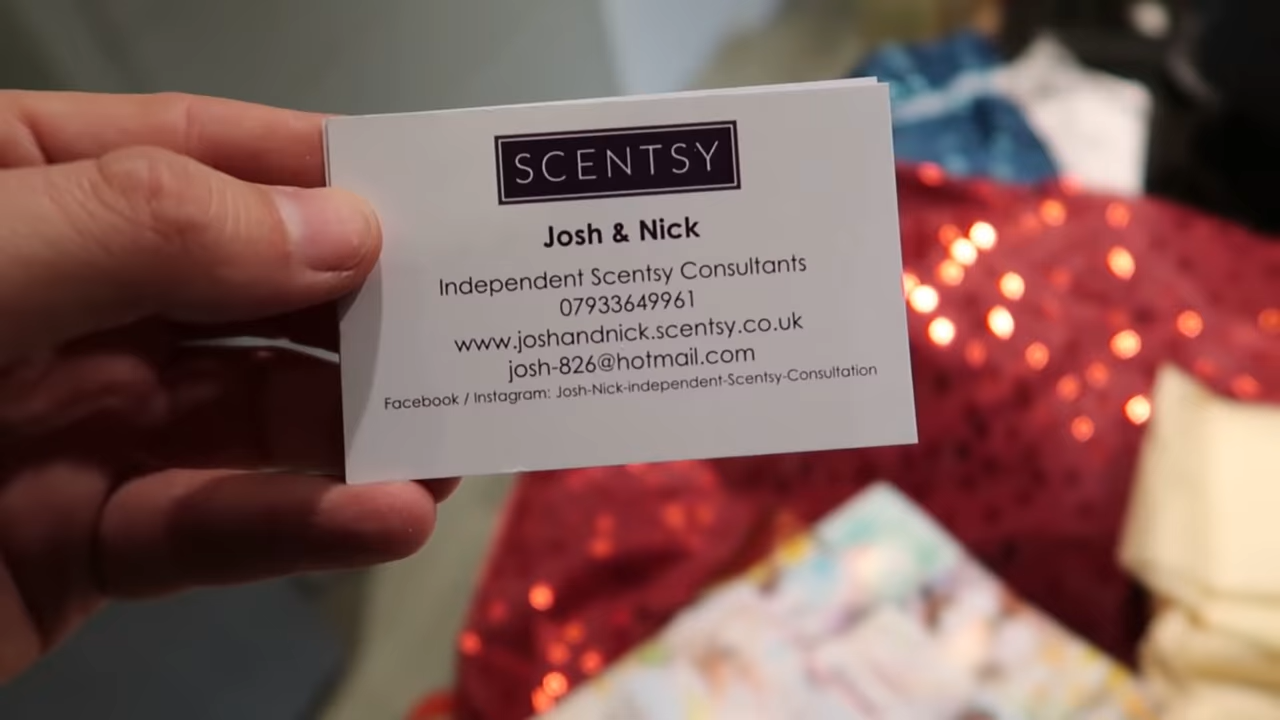 SCENTSY
Josh & Nick
Independent Scentsy Consultants
07933649961
www.joshandnick.scentsy.co.uk
josh-826@hotmail.com
Facebook / Instagram: Josh-Nick-independent-Scentsy-Consultation